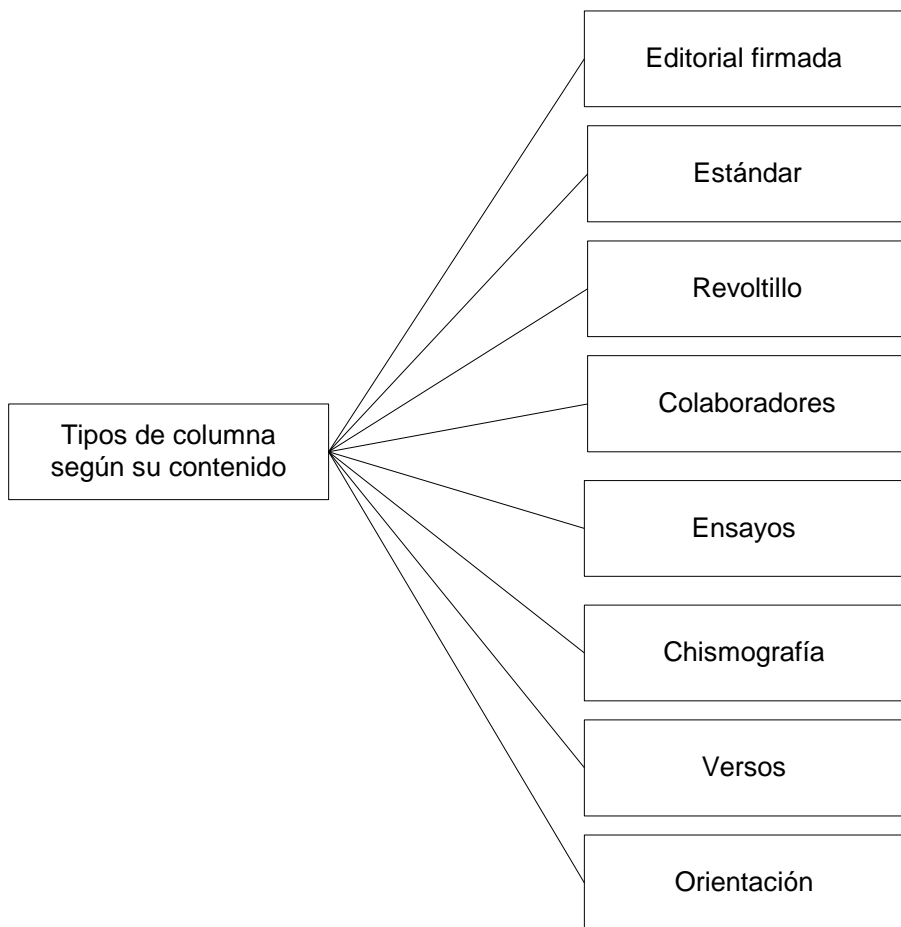 Tipos de columna
según su contenido
Editorial firmada
Estándar
Revoltillo
Colaboradores
Ensayos
Chismografía
Versos
Orientación